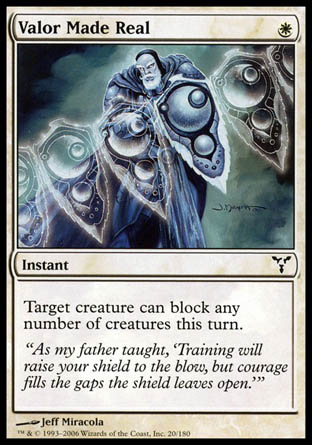 Valor Made Real
Instant
Target creature can block any
number of creatures this turn.
“As my father taught, ‘Training will
raise your shield to the blow, but courage
fills the gaps the shield leaves open.’”
Jeff Miracola
™ & © 1993-2006 Wizards of the Coast, Inc. 20/180